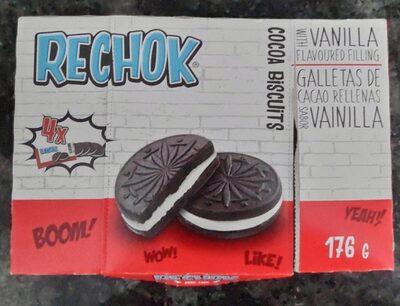 RECHOK®
COCOA BISCUITS
WITH VANILLA
FLAVOURED FILLING
GALLETAS DE
CACAO RELLENAS
SABOR VAINILLA
4x
BOOM!
WOW!
LIKE!
YEAH!
176 G